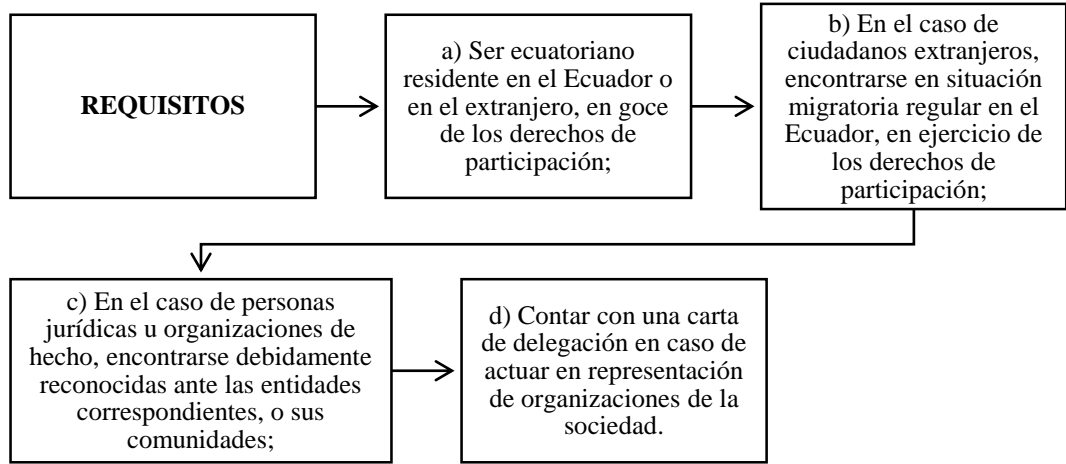 REQUISITOS
a) Ser ecuatoriano
residente en el Ecuador o
en el extranjero, en goce
de los derechos de
participación;
b) En el caso de
ciudadanos extranjeros,
encontrarse en situación
migratoria regular en el
Ecuador, en ejercicio de
los derechos de
participación;
c) En el caso de personas
jurídicas u organizaciones de
hecho, encontrarse debidamente
reconocidas ante las entidades
correspondientes, o sus
comunidades;
d) Contar con una carta
de delegación en caso de
actuar en representación
de organizaciones de la
sociedad.